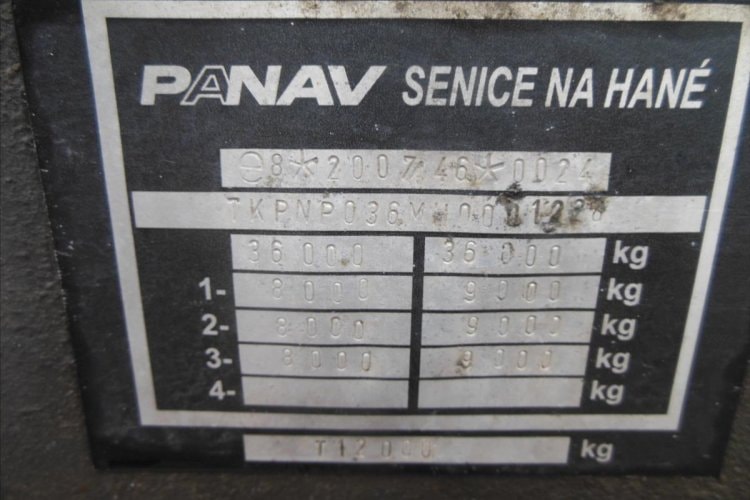 PANAV SENICE NA HANÉ
e8*2007/46*0024
36000 36000 kg
1- 8000 9000 kg
2- 8000 9000 kg
3- 8000 9000 kg
4- kg
T12000 kg